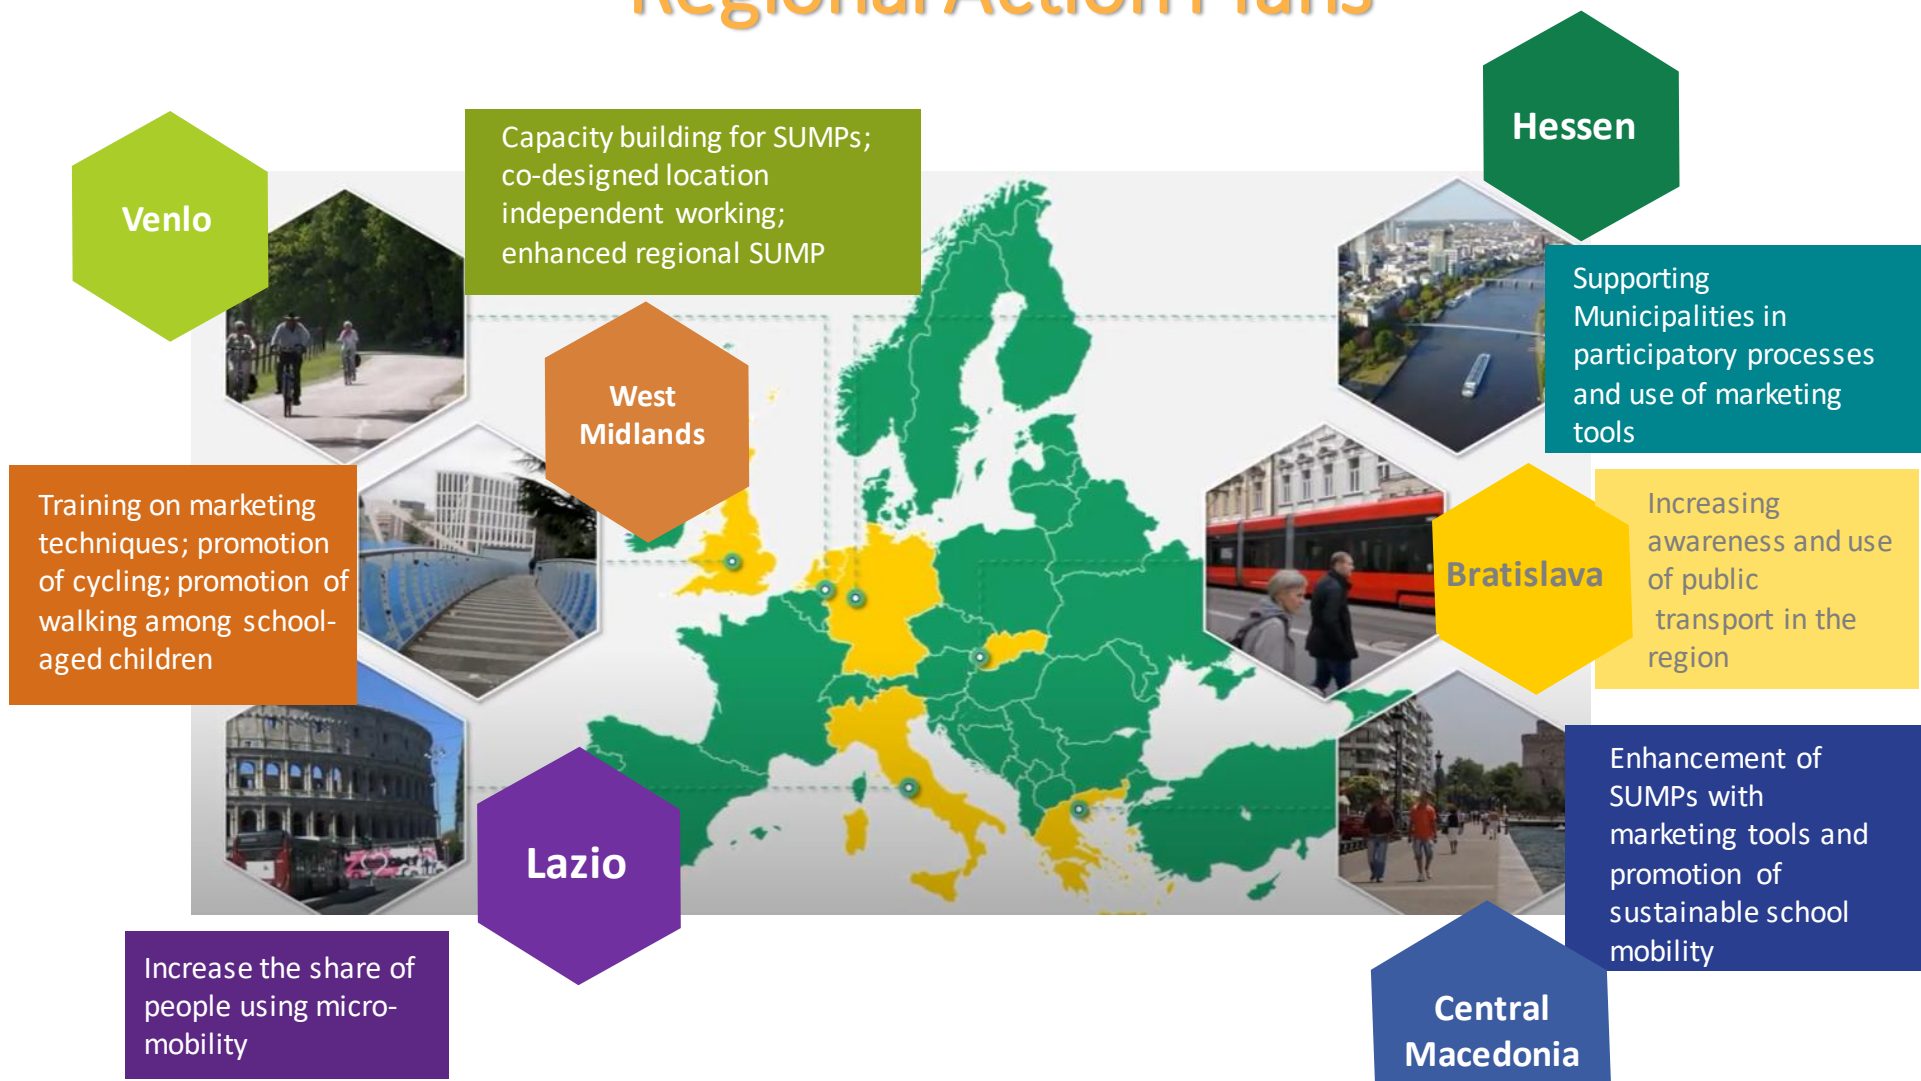 Regional Action Plans
Hessen
Venlo
Capacity building for SUMPs;
co-designed location
independent working;
enhanced regional SUMP
Supporting
Municipalities in
participatory processes
and use of marketing
tools
West
Midlands
Training on marketing
techniques; promotion
of cycling; promotion of
walking among school-
aged children
Bratislava
Increasing
awareness and use
of public
transport in the
region
Enhancement of
SUMPs with
marketing tools and
promotion of
sustainable school
mobility
Lazio
Increase the share of
people using micro-
mobility
Central
Macedonia